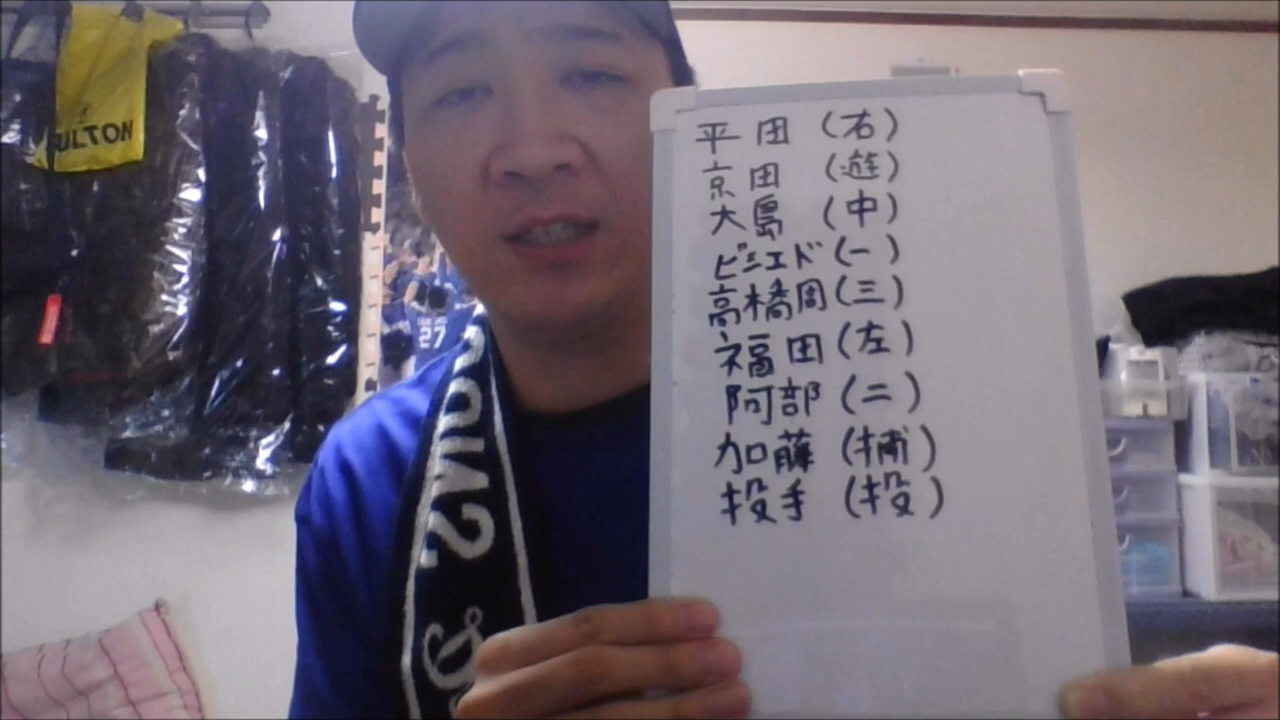 ULTON
27
平田（右）
京田（遊）
大島（中）
ビシエド（一）
高橋周（三）
福田（左）
阿部（二）
加藤（捕）
投手（投）